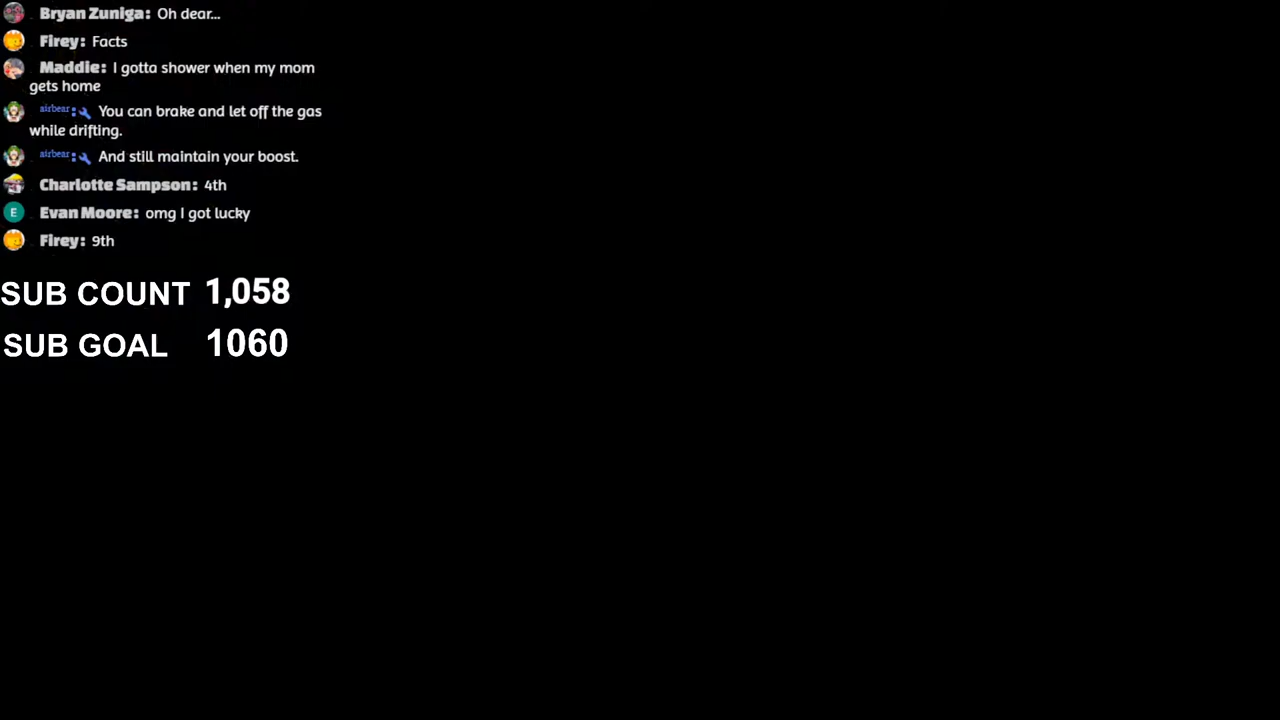 Bryan Zuniga: Oh dear...
Firey: Facts
Maddie: I gotta shower when my mom
gets home
airbear: You can brake and let off the gas
while drifting.
airbear: And still maintain your boost.
Charlotte Sampson: 4th
E Evan Moore: omg I got lucky
Firey: 9th
SUB COUNT 1,058
SUB GOAL 1060